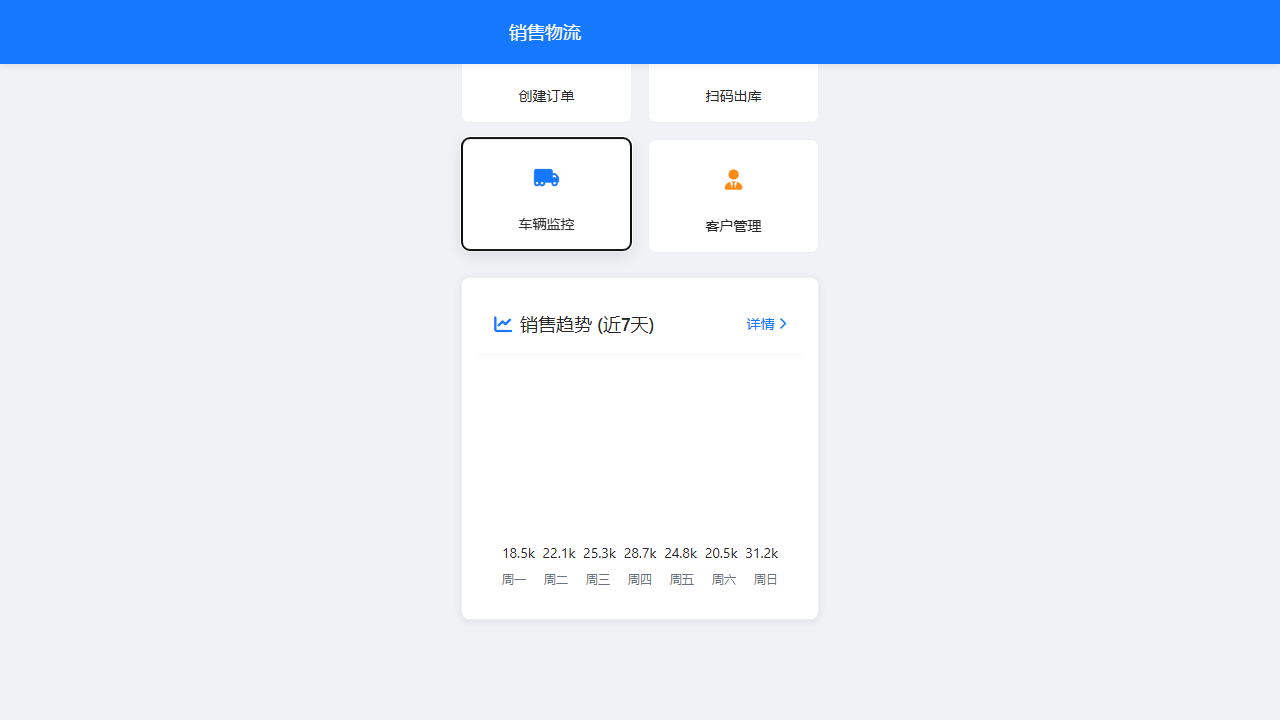 销售物流
创建订单
扫码出库
车辆监控
客户管理
销售趋势 (近7天)
详情
18.5k 22.1k 25.3k 28.7k 24.8k 20.5k 31.2k
周一 周二 周三 周四 周五 周六 周日